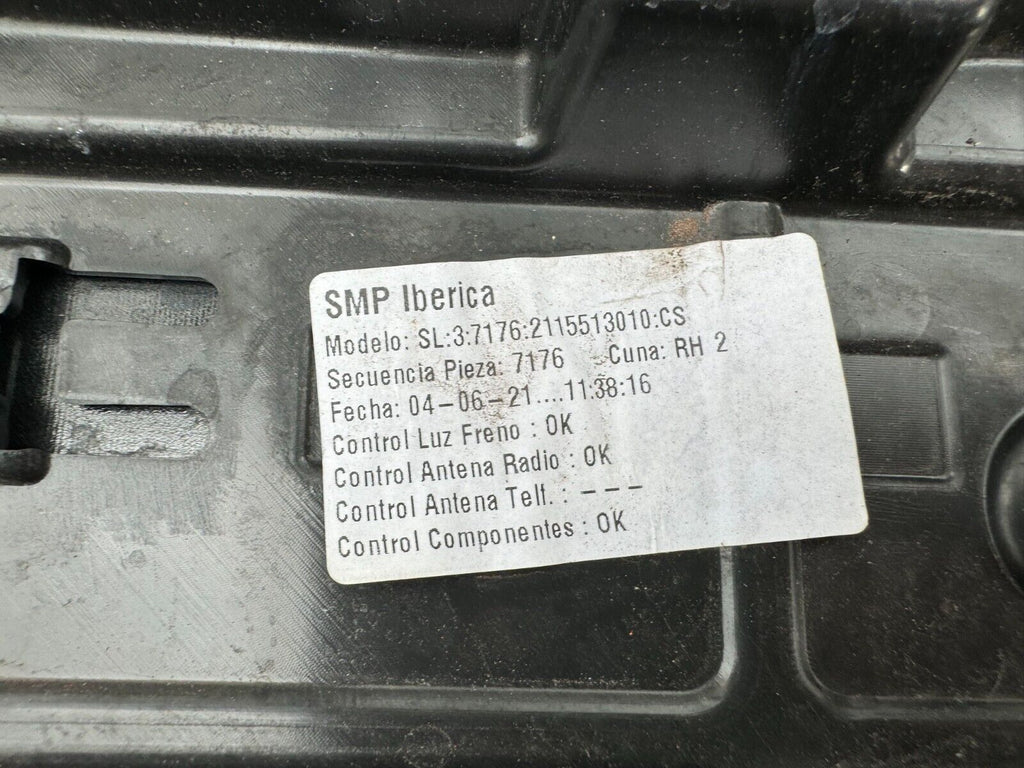 SMP Iberica
Modelo: SL:3:7176:2115513010:CS
Secuencia Pieza: 7176 Cuna: RH 2
Fecha: 04-06-21....11:38:16
Control Luz Freno : OK
Control Antena Radio : OK
Control Antena Telf. : ---
Control Componentes : OK